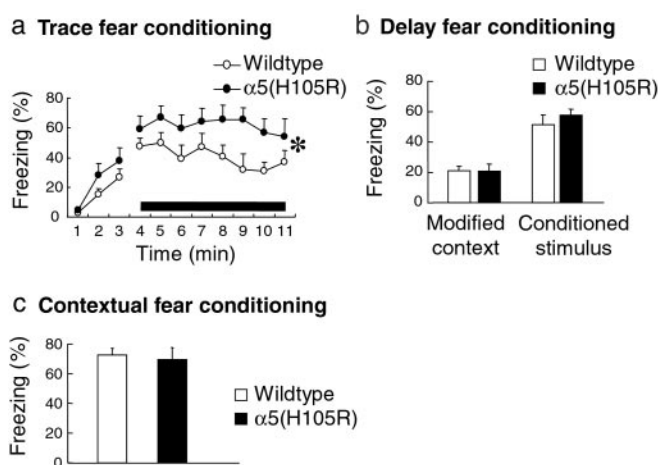 a Trace fear conditioning
Wildtype
α5(H105R)
Freezing (%)
80
60
40
20
0
1 2 3 4 5 6 7 8 9 10 11
*
Time (min)
b Delay fear conditioning
Wildtype
α5(H105R)
Freezing (%)
80
60
40
20
0
Modified Conditioned
context stimulus
c Contextual fear conditioning
Freezing (%)
80
60
40
20
0
Wildtype
α5(H105R)